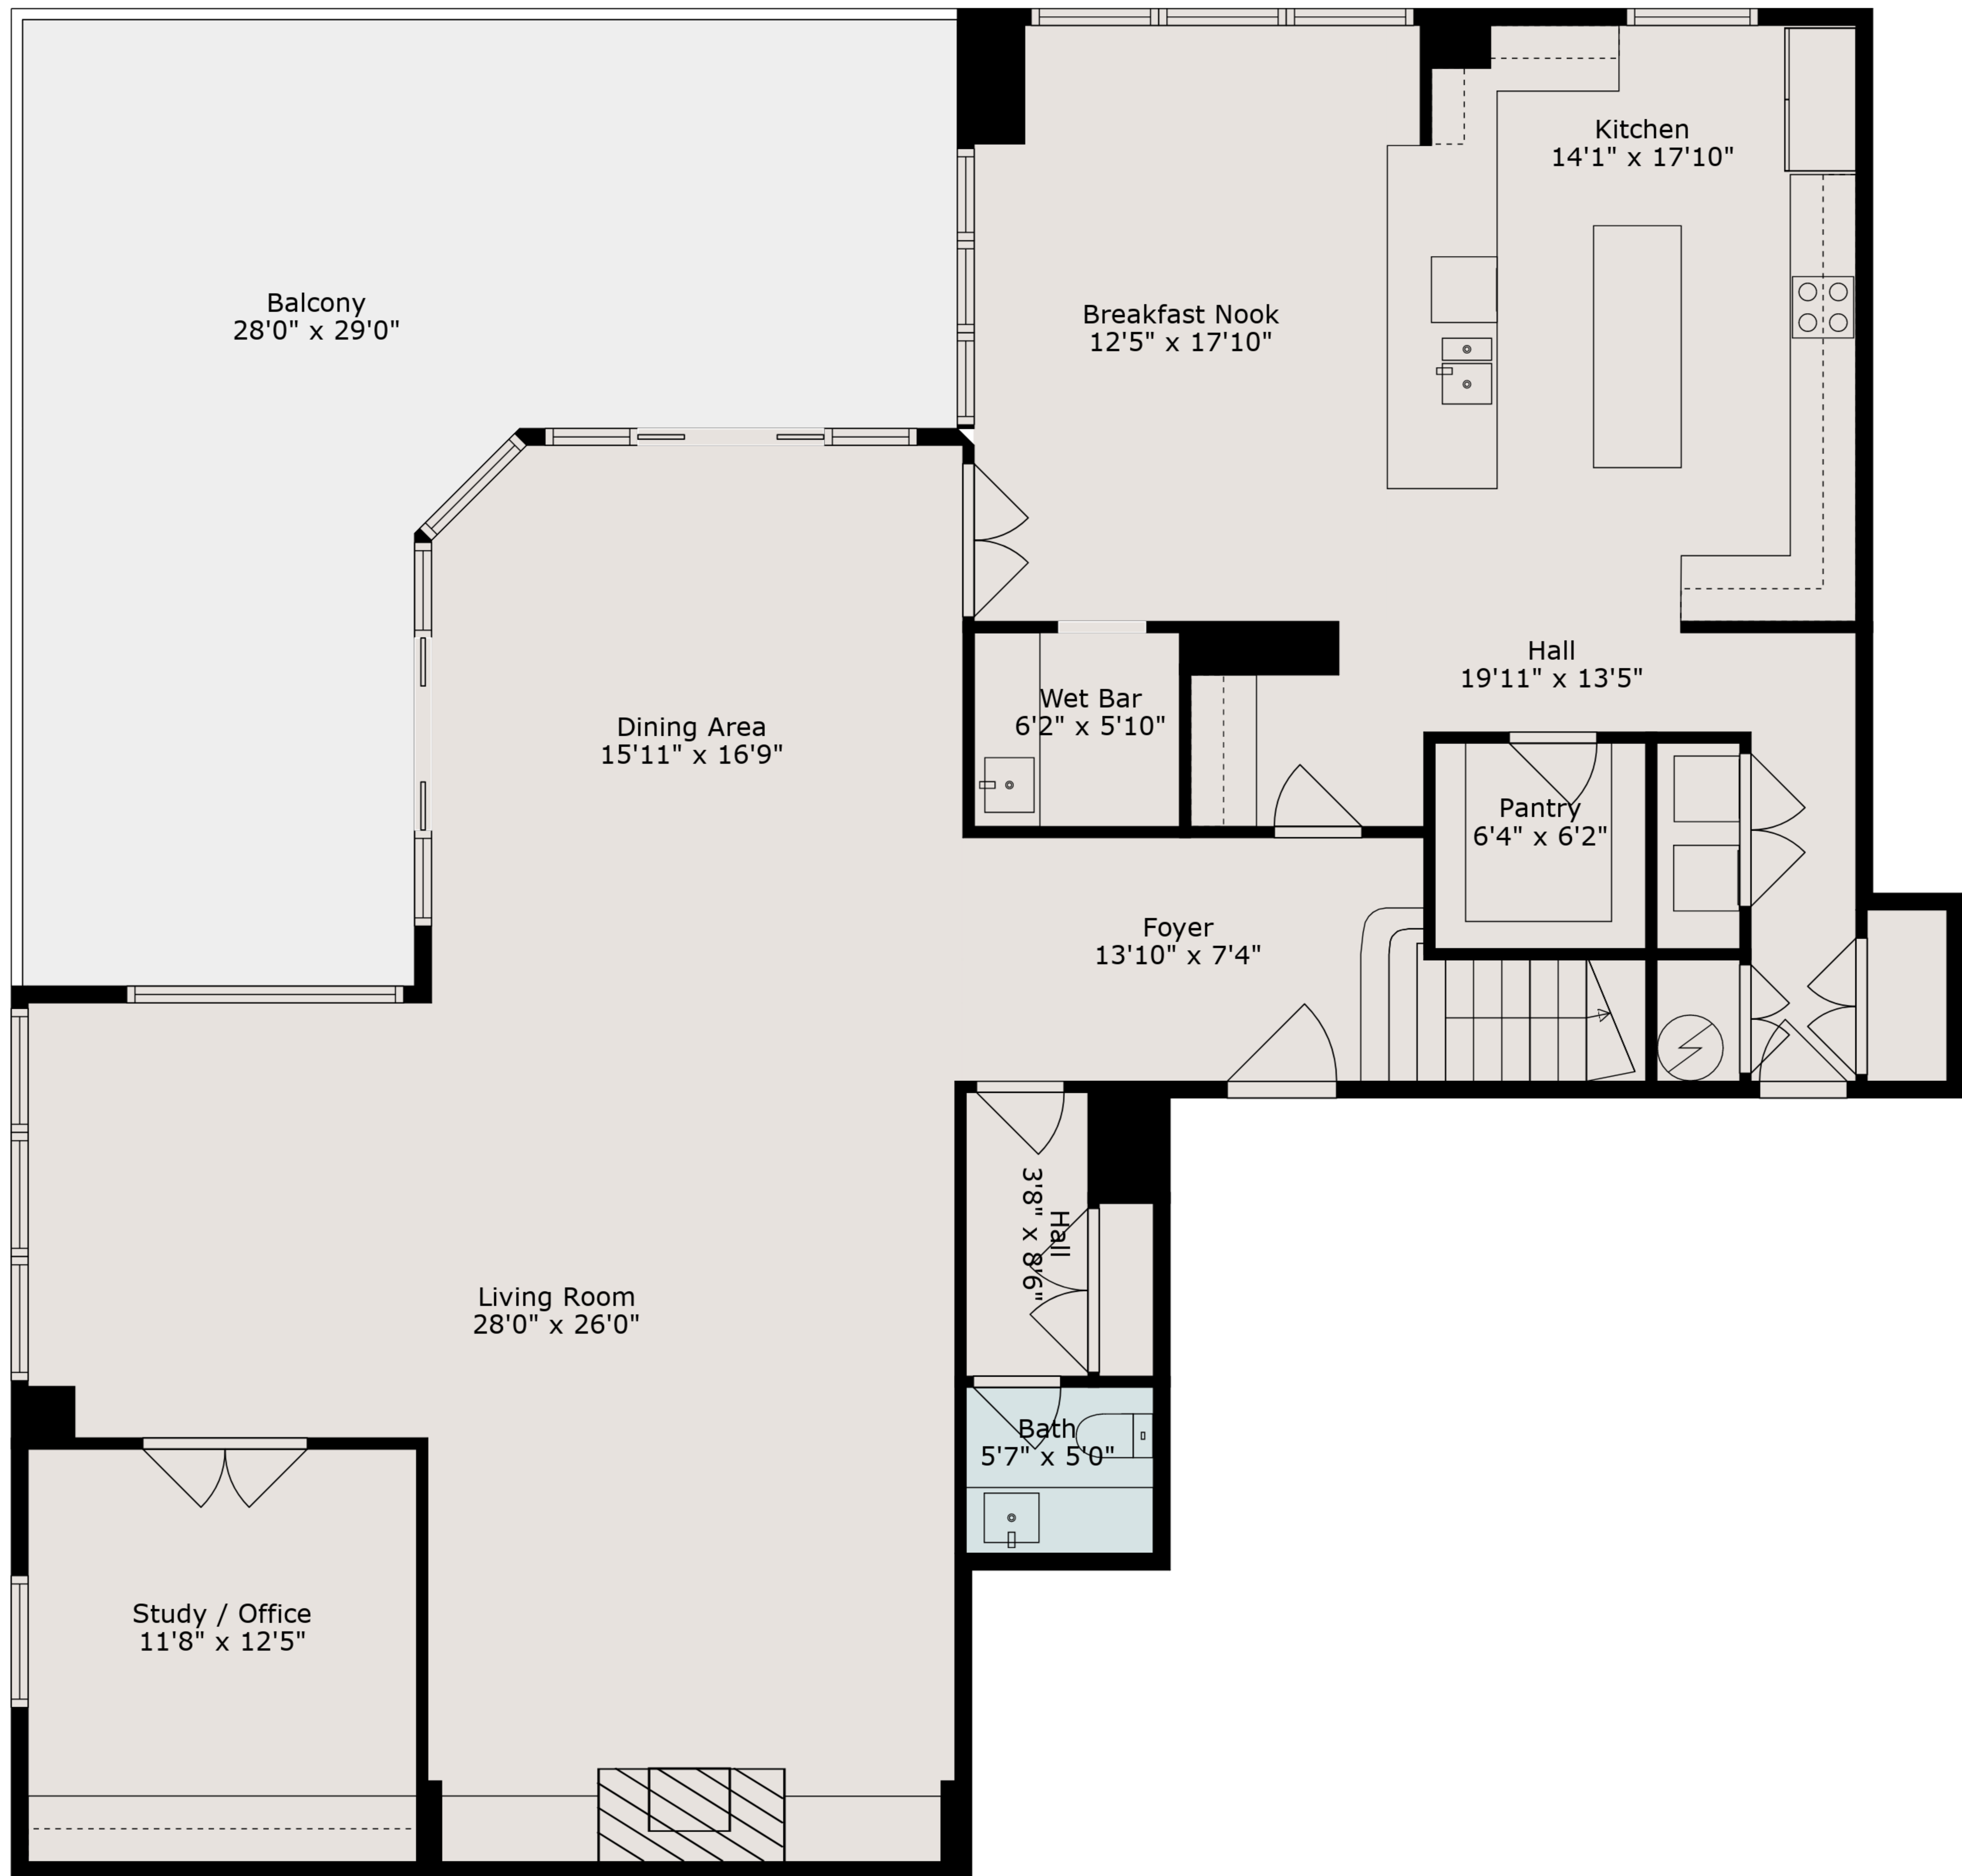 Kitchen
14'1" x 17'10"
Balcony
28'0" x 29'0"
Breakfast Nook
12'5" x 17'10"
Hall
19'11" x 13'5"
Wet Bar
6'2" x 5'10"
Dining Area
15'11" x 16'9"
Pantry
6'4" x 6'2"
Foyer
13'10" x 7'4"
Hall
3'8" x 8'6"
Living Room
28'0" x 26'0"
Bath
5'7" x 5'0"
Study / Office
11'8" x 12'5"